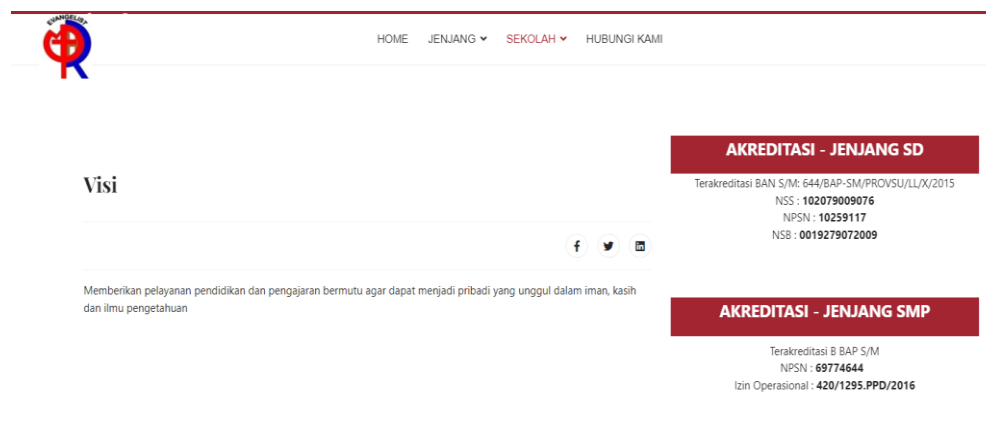 EVANGELIST
HOME JENJANG SEKOLAH HUBUNGI KAMI
Visi
Memberikan pelayanan pendidikan dan pengajaran bermutu agar dapat menjadi pribadi yang unggul dalam iman, kasih
dan ilmu pengetahuan
AKREDITASI - JENJANG SD
Terakreditasi BAN S/M: 644/BAP-SM/PROVSU/LL/X/2015
NSS : 102079009076
NPSN : 10259117
NSB : 0019279072009
AKREDITASI - JENJANG SMP
Terakreditasi B BAP S/M
NPSN : 69774644
Izin Operasional : 420/1295.PPD/2016